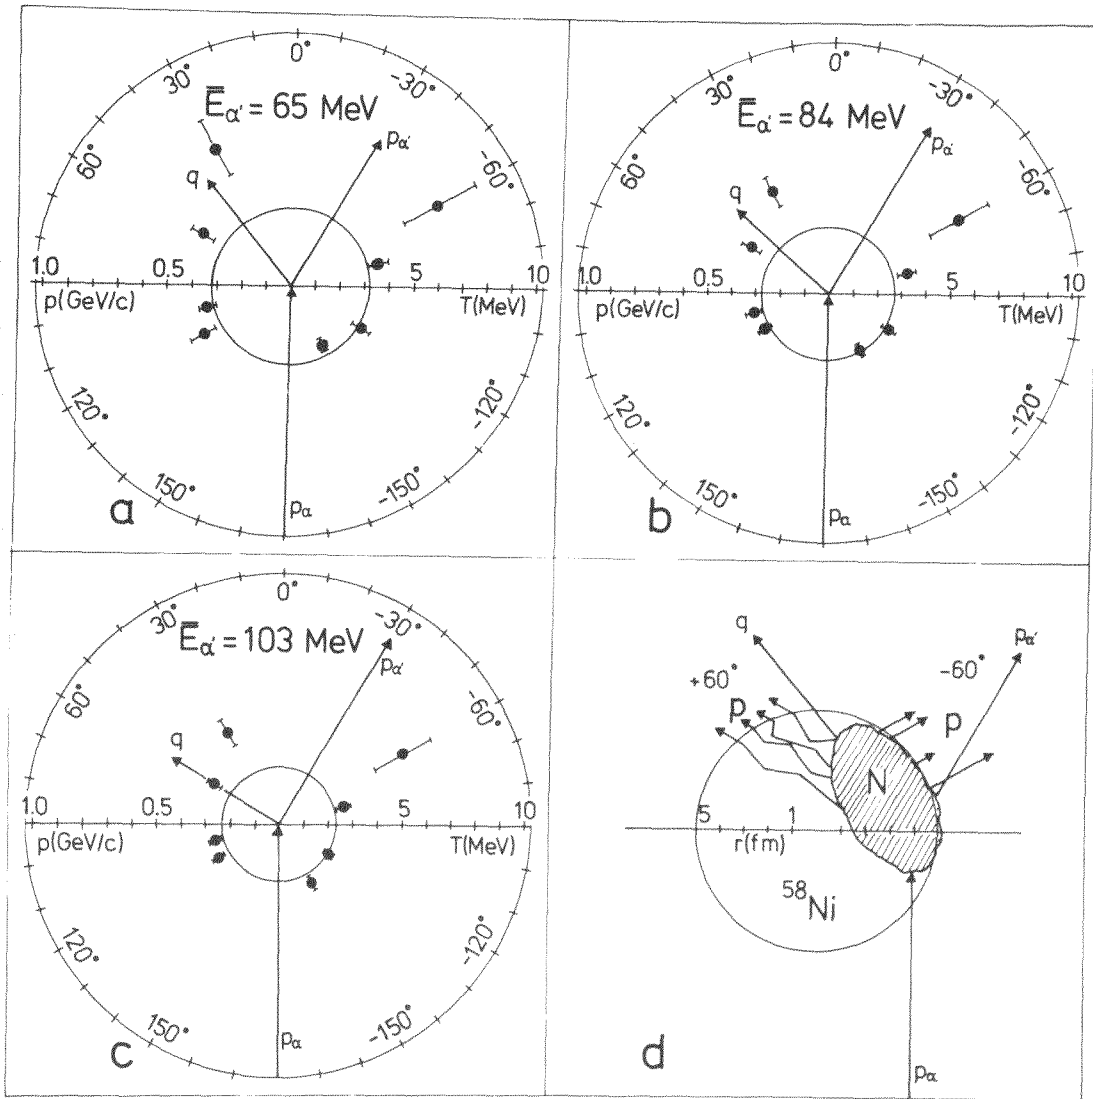 0°
30°
-30°
E̿α' = 65 MeV
pα'
60°
-60°
q
1.0
0.5
5
10
p(GeV/c)
T(MeV)
120°
-120°
150°
-150°
pα
a
0°
30°
-30°
E̿α' = 84 MeV
pα'
60°
-60°
q
1.0
0.5
5
10
p(GeV/c)
T(MeV)
120°
-120°
150°
-150°
pα
b
0°
30°
-30°
E̿α' = 103 MeV
pα'
60°
-60°
q
1.0
0.5
5
10
p(GeV/c)
T(MeV)
120°
-120°
150°
-150°
pα
c
q
pα'
+60°
-60°
p
p
N
5
1
r(fm)
58Ni
pα
d